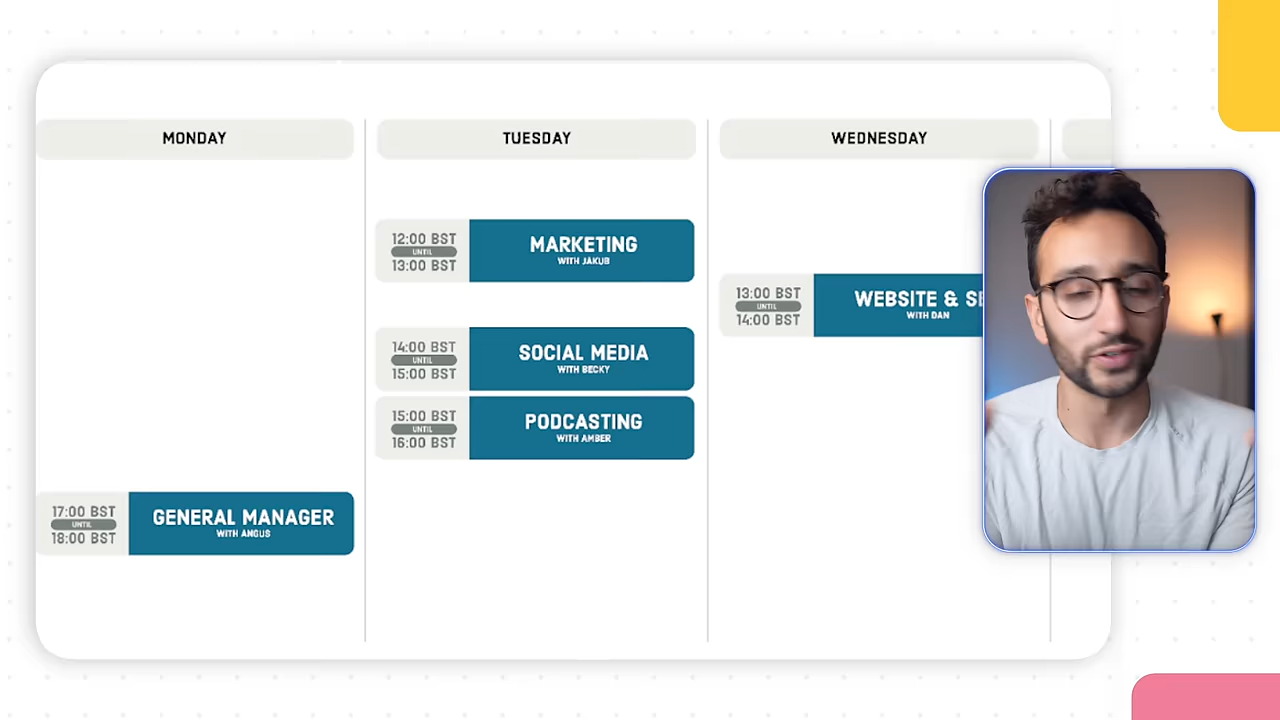 MONDAY
TUESDAY
WEDNESDAY
12:00 BST
UNTIL
13:00 BST
MARKETING
WITH JAKUB
13:00 BST
UNTIL
14:00 BST
WEBSITE &
WITH DAN
14:00 BST
UNTIL
15:00 BST
SOCIAL MEDIA
WITH BECKY
15:00 BST
UNTIL
16:00 BST
PODCASTING
WITH AMBER
17:00 BST
UNTIL
18:00 BST
GENERAL MANAGER
WITH ANGUS